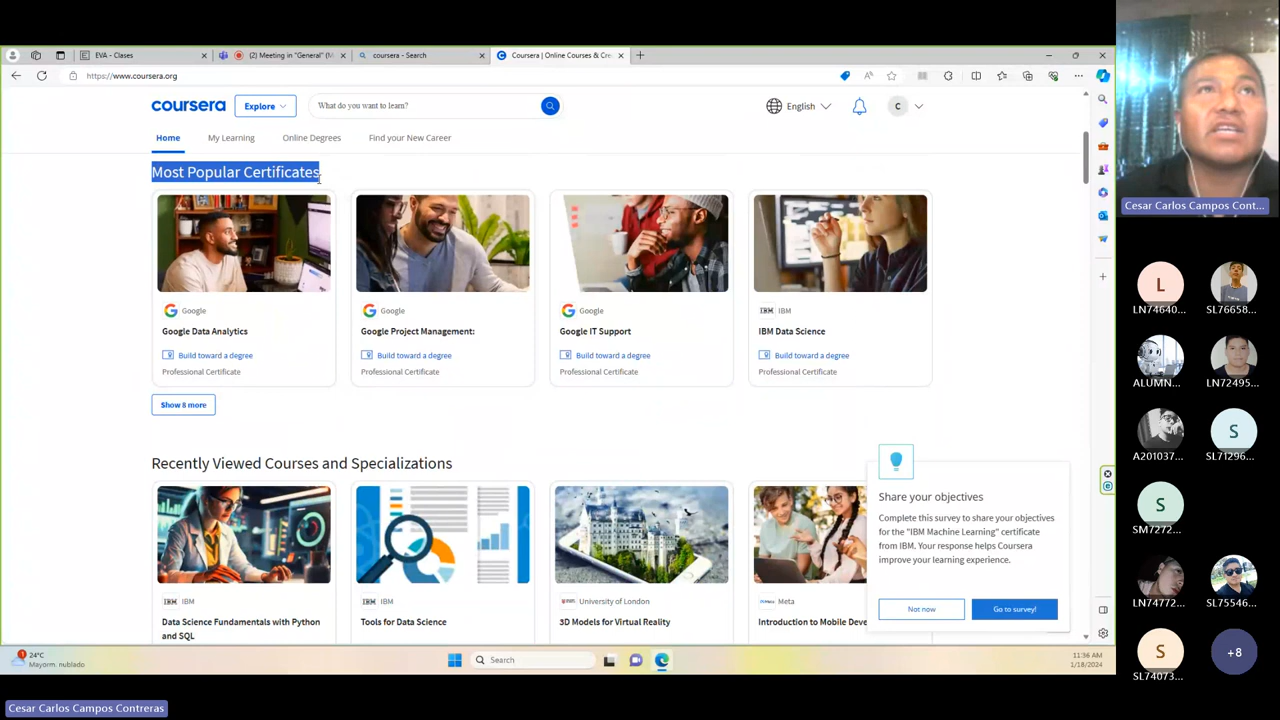 EVA - Clases
(2) Meeting in "General" (M
coursera - Search
Coursera | Online Courses & Cre
https://www.coursera.org
coursera
Explore
What do you want to learn?
English
C
Home
My Learning
Online Degrees
Find your New Career
Most Popular Certificates
Google
Google Data Analytics
Build toward a degree
Professional Certificate
Google
Google Project Management:
Build toward a degree
Professional Certificate
Google
Google IT Support
Build toward a degree
Professional Certificate
IBM
IBM Data Science
Build toward a degree
Professional Certificate
Show 8 more
Recently Viewed Courses and Specializations
IBM
Data Science Fundamentals with Python
and SQL
IBM
Tools for Data Science
University of London
3D Models for Virtual Reality
Meta
Introduction to Mobile Deve
Share your objectives
Complete this survey to share your objectives
for the "IBM Machine Learning" certificate
from IBM. Your response helps Coursera
improve your learning experience.
Not now
Go to survey!
24°C
Mayorm. nublado
Search
11:36 AM
1/18/2024
Cesar Carlos Campos Contreras
Cesar Carlos Campos Cont...
L
LN74640...
SL76658...
ALUMN...
LN72495...
A201037...
S
SL71296...
S
SM7272...
LN74772...
SL75546...
S
SL74073...
+8